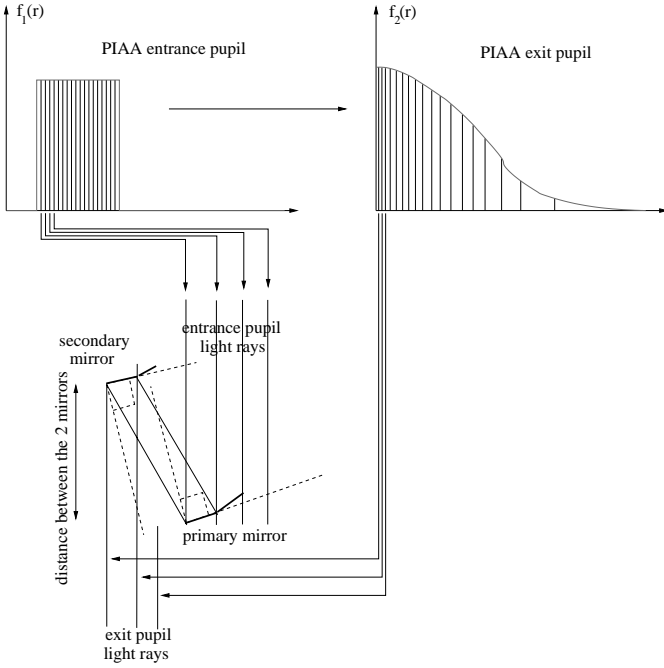 f₁(r)
PIAA entrance pupil
f₂(r)
PIAA exit pupil
secondary
mirror
entrance pupil
light rays
distance between the 2 mirrors
primary mirror
exit pupil
light rays